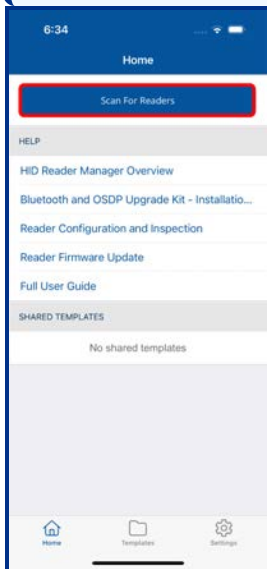 6:34
Home
Scan For Readers
HELP
HID Reader Manager Overview
Bluetooth and OSDP Upgrade Kit - Installatio...
Reader Configuration and Inspection
Reader Firmware Update
Full User Guide
SHARED TEMPLATES
No shared templates
Home Templates Settings